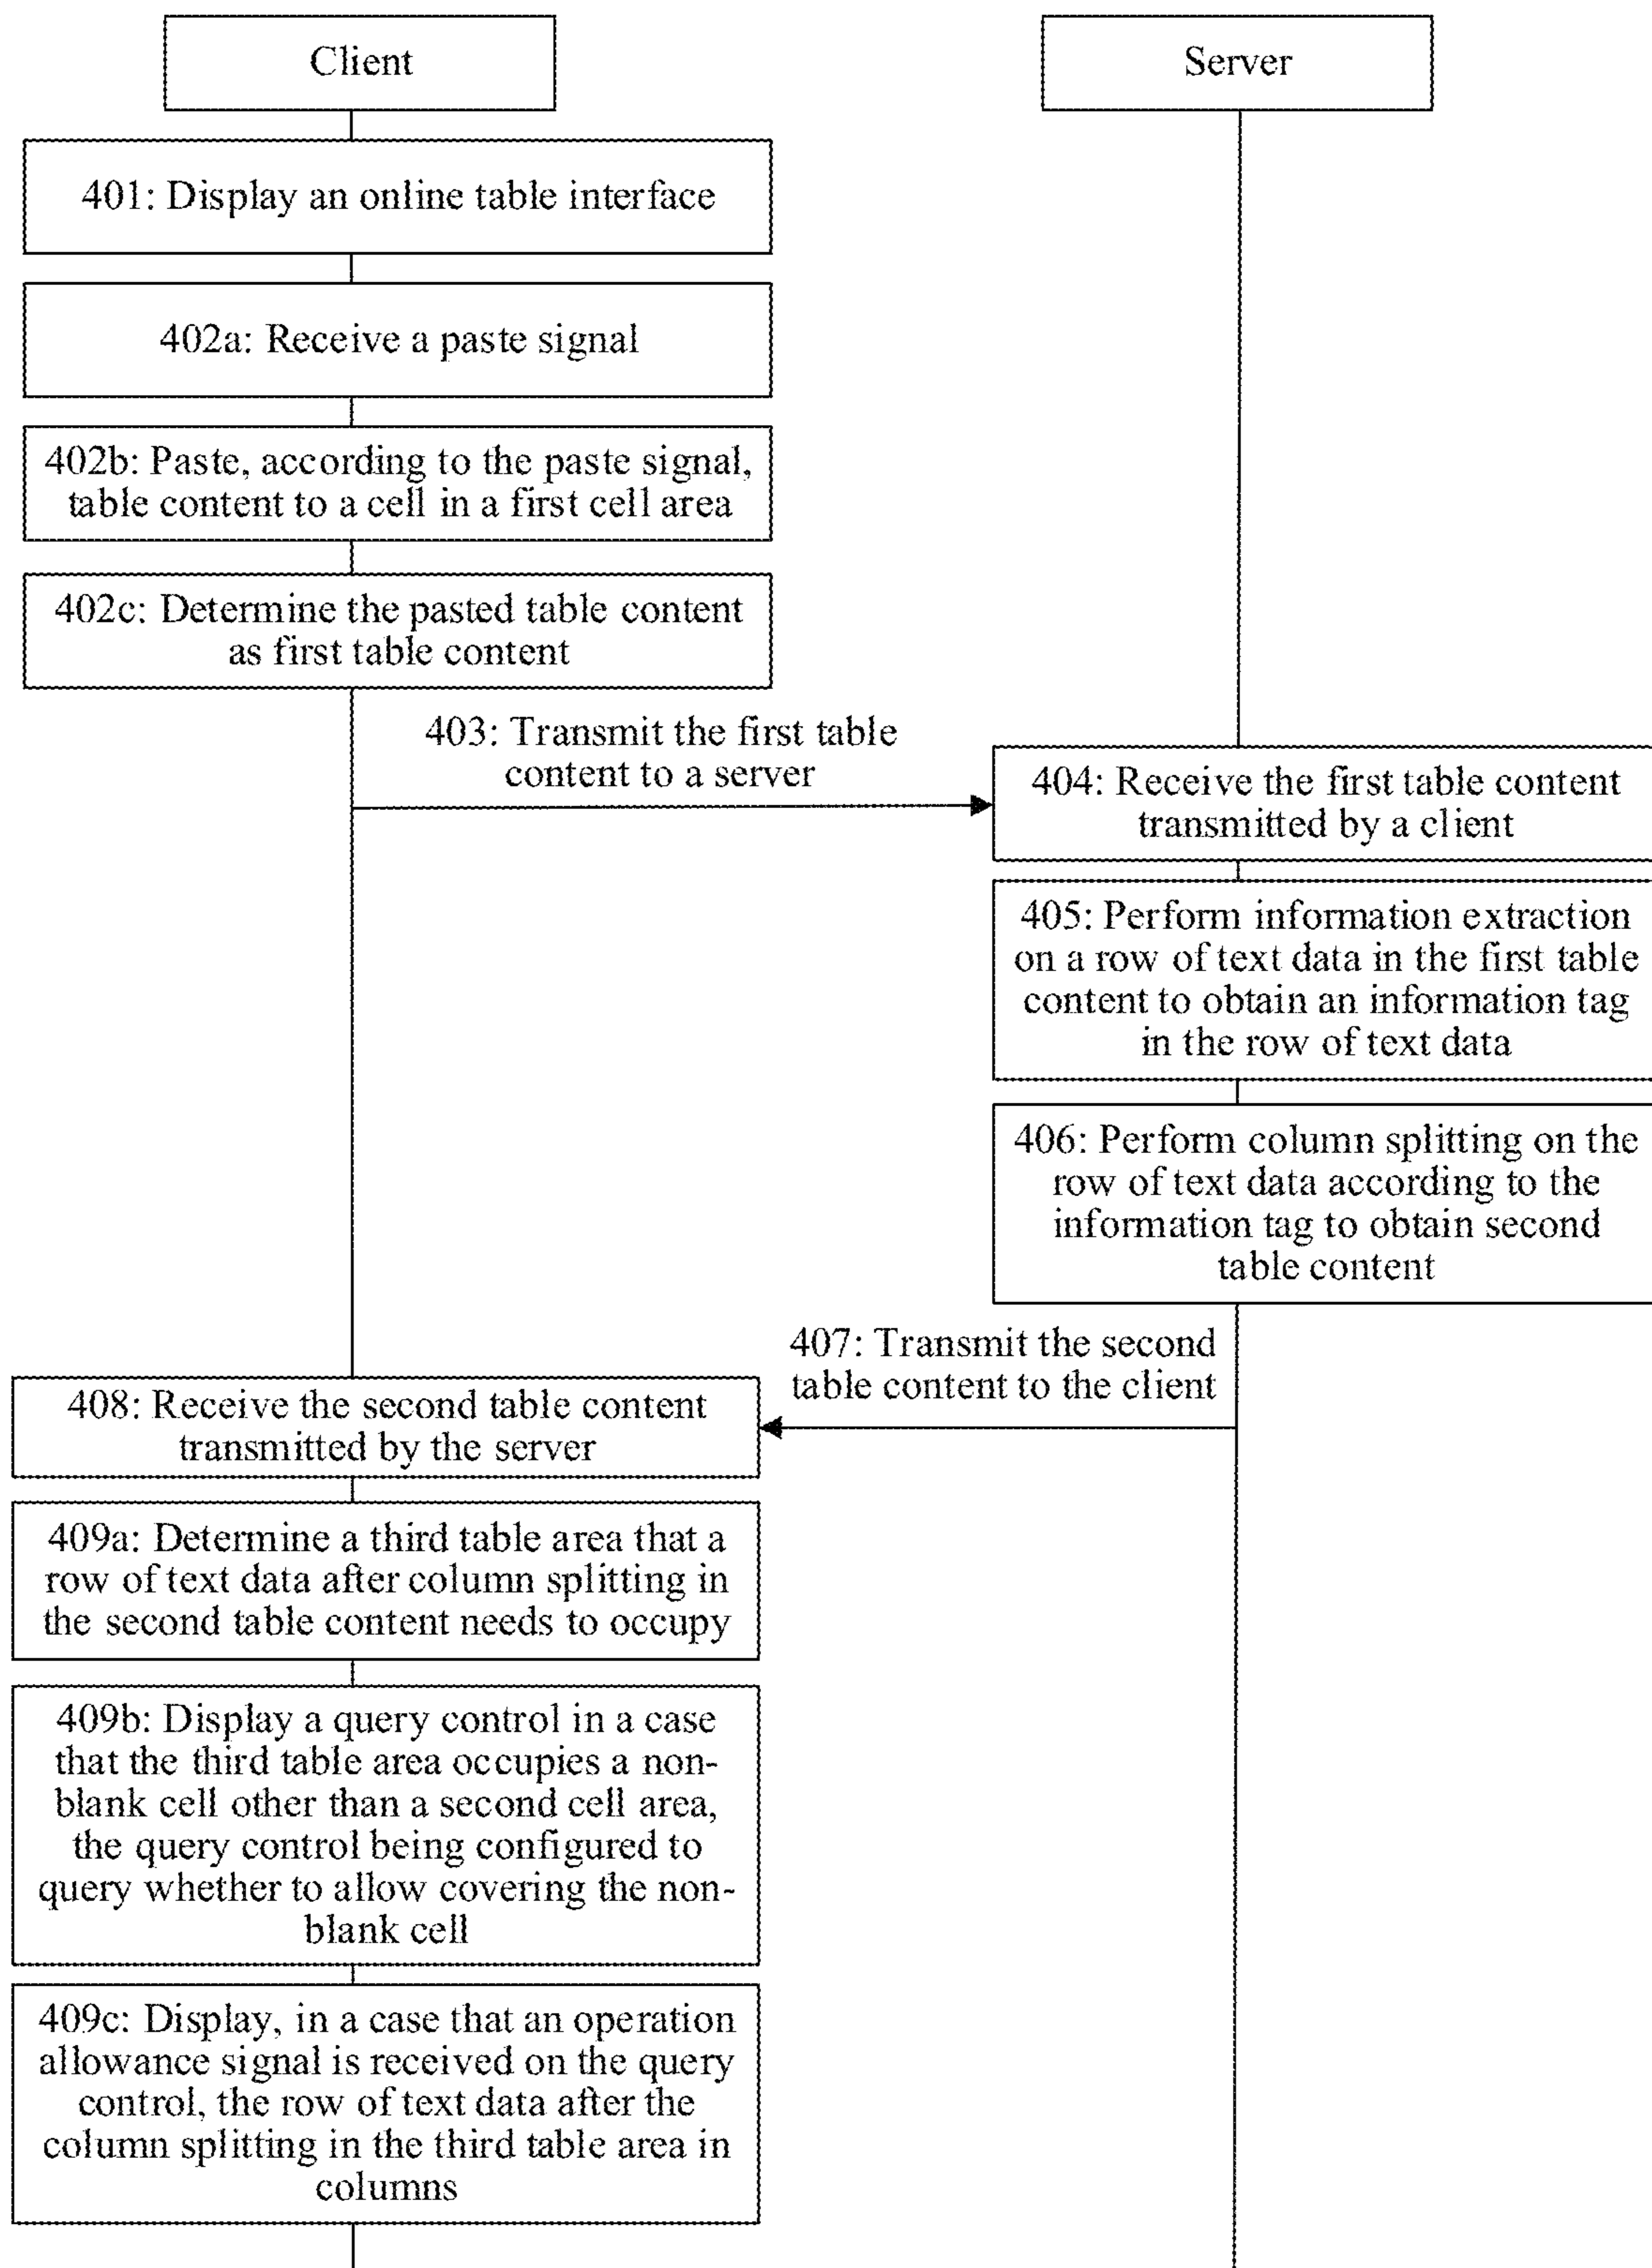 Client
Server
401: Display an online table interface
402a: Receive a paste signal
402b: Paste, according to the paste signal,
table content to a cell in a first cell area
402c: Determine the pasted table content
as first table content
403: Transmit the first table
content to a server
404: Receive the first table content
transmitted by a client
405: Perform information extraction
on a row of text data in the first table
content to obtain an information tag
in the row of text data
406: Perform column splitting on the
row of text data according to the
information tag to obtain second
table content
407: Transmit the second
table content to the client
408: Receive the second table content
transmitted by the server
409a: Determine a third table area that a
row of text data after column splitting in
the second table content needs to occupy
409b: Display a query control in a case
that the third table area occupies a non-
blank cell other than a second cell area,
the query control being configured to
query whether to allow covering the non-
blank cell
409c: Display, in a case that an operation
allowance signal is received on the query
control, the row of text data after the
column splitting in the third table area in
columns